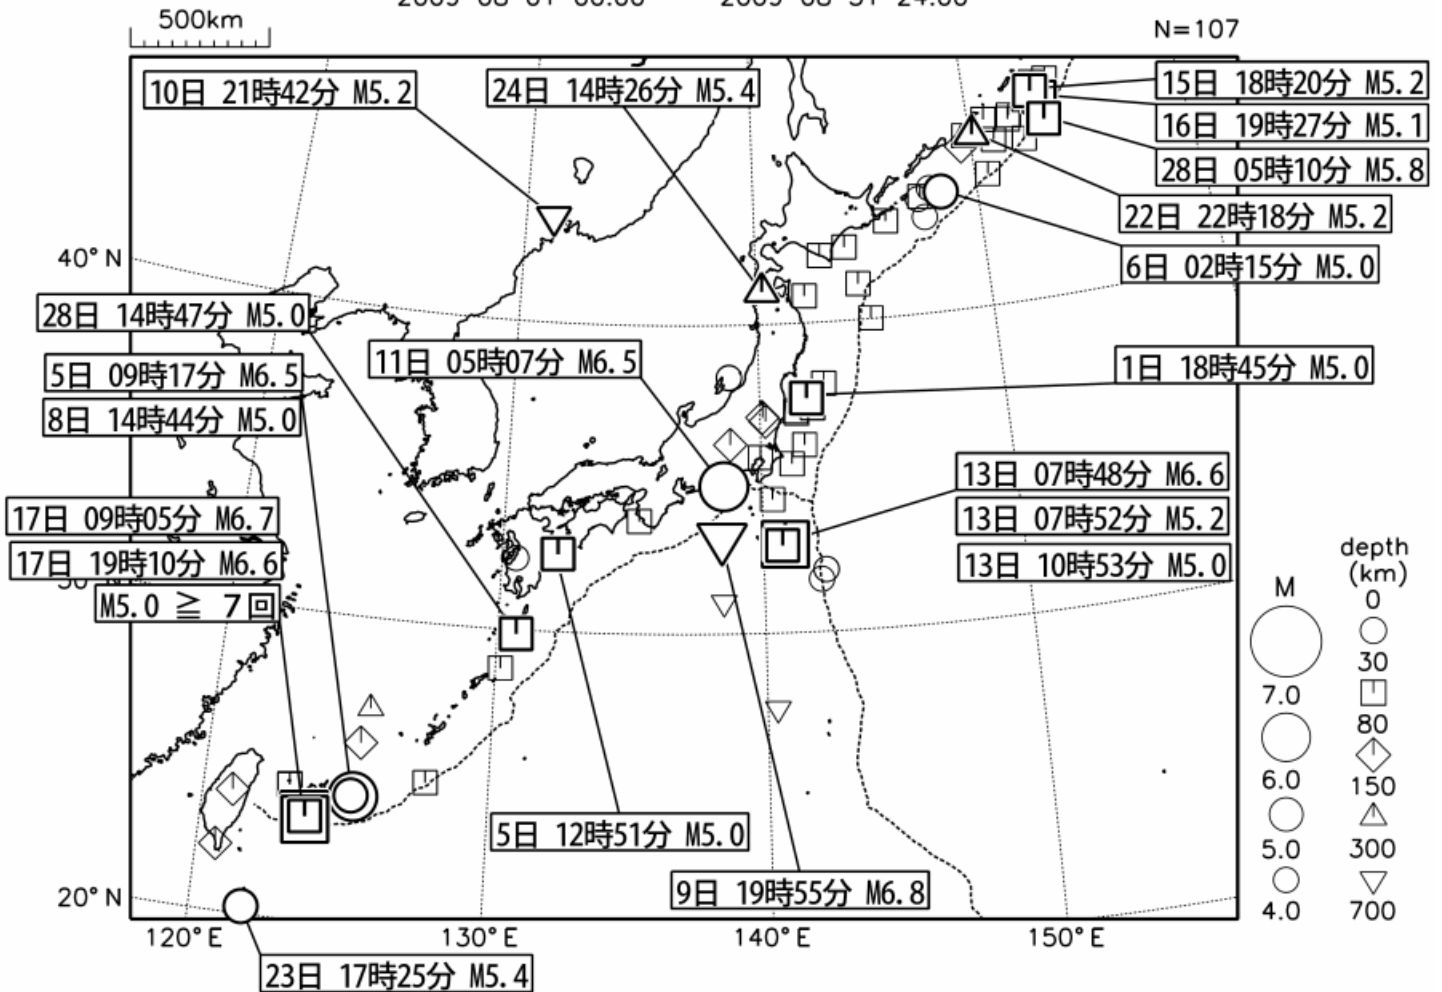 500km
N=107
10日 21時42分 M5.2
24日 14時26分 M5.4
15日 18時20分 M5.2
16日 19時27分 M5.1
28日 05時10分 M5.8
22日 22時18分 M5.2
6日 02時15分 M5.0
40°N
28日 14時47分 M5.0
11日 05時07分 M6.5
5日 09時17分 M6.5
8日 14時44分 M5.0
1日 18時45分 M5.0
13日 07時48分 M6.6
13日 07時52分 M5.2
13日 10時53分 M5.0
17日 09時05分 M6.7
17日 19時10分 M6.6
M5.0 ≧ 7回
5日 12時51分 M5.0
9日 19時55分 M6.8
20°N
120°E
130°E
140°E
150°E
23日 17時25分 M5.4
M
7.0
6.0
5.0
4.0
depth
(km)
0
30
80
150
300
700